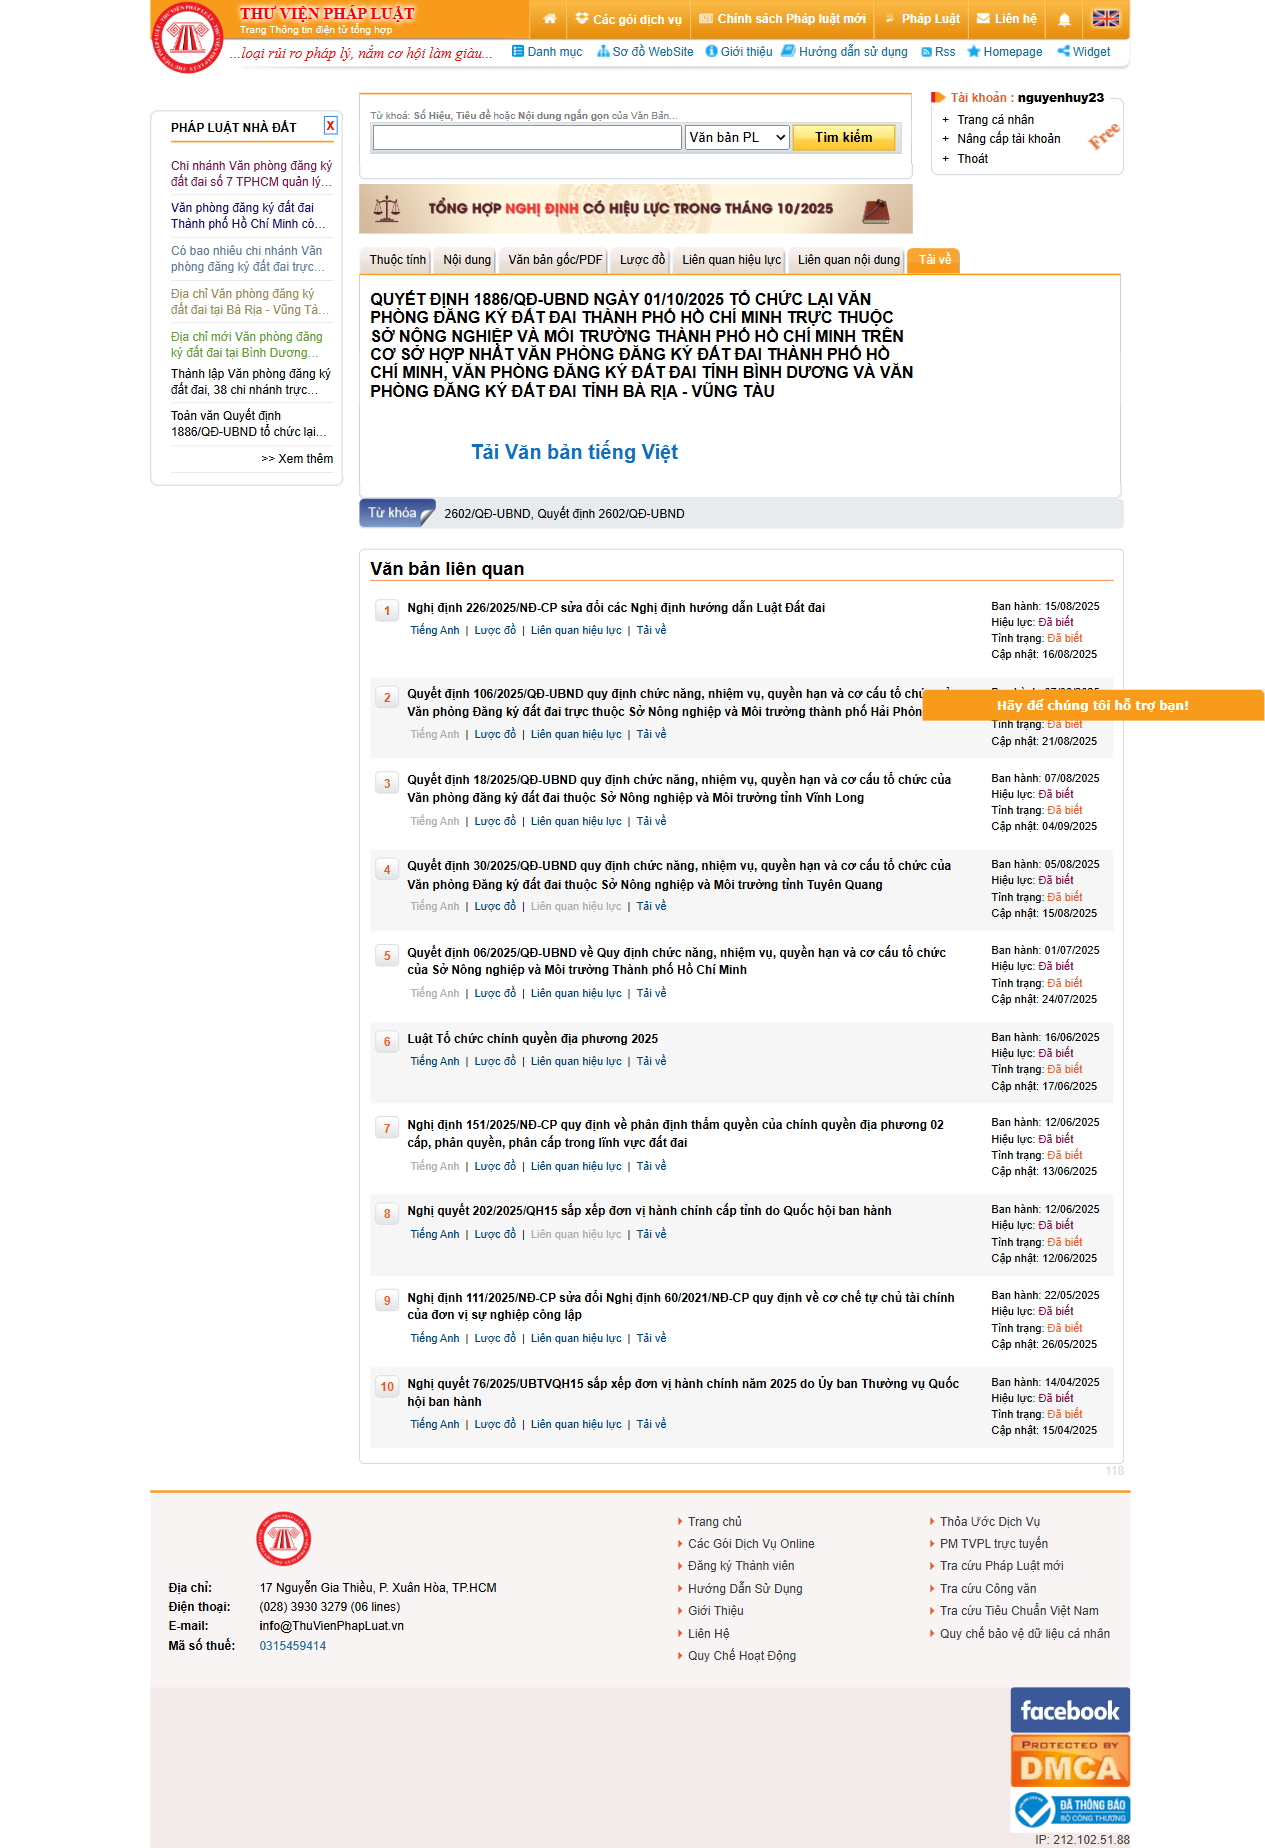 THƯ VIỆN PHÁP LUẬT
Trang Thông tin điện tử tổng hợp
...loại rủi ro pháp lý, nắm cơ hội làm giàu...
Các gói dịch vụ
Chính sách Pháp luật mới
Pháp Luật
Liên hệ
Danh mục
Sơ đồ WebSite
Giới thiệu
Hướng dẫn sử dụng
Rss
Homepage
Widget
PHÁP LUẬT NHÀ ĐẤT
X
Chi nhánh Văn phòng đăng ký
đất đai số 7 TPHCM quản lý...
Văn phòng đăng ký đất đai
Thành phố Hồ Chí Minh có...
Có bao nhiêu chi nhánh Văn
phòng đăng ký đất đai trực...
Địa chỉ Văn phòng đăng ký
đất đai tại Bà Rịa - Vũng Tà...
Địa chỉ mới Văn phòng đăng
ký đất đai tại Bình Dương...
Thành lập Văn phòng đăng ký
đất đai, 38 chi nhánh trực...
Toàn văn Quyết định
1886/QĐ-UBND tổ chức lại...
>> Xem thêm
Từ khoá: Số Hiệu, Tiêu đề hoặc Nội dung ngắn gọn của Văn Bản...
Văn bản PL
Tìm kiếm
Tài khoản : nguyenhuy23
+ Trang cá nhân
+ Nâng cấp tài khoản
+ Thoát
Free
TỔNG HỢP NGHỊ ĐỊNH CÓ HIỆU LỰC TRONG THÁNG 10/2025
Thuộc tính
Nội dung
Văn bản gốc/PDF
Lược đồ
Liên quan hiệu lực
Liên quan nội dung
Tải về
QUYẾT ĐỊNH 1886/QĐ-UBND NGÀY 01/10/2025 TỔ CHỨC LẠI VĂN
PHÒNG ĐĂNG KÝ ĐẤT ĐAI THÀNH PHỐ HỒ CHÍ MINH TRỰC THUỘC
SỞ NÔNG NGHIỆP VÀ MÔI TRƯỜNG THÀNH PHỐ HỒ CHÍ MINH TRÊN
CƠ SỞ HỢP NHẤT VĂN PHÒNG ĐĂNG KÝ ĐẤT ĐAI THÀNH PHỐ HỒ
CHÍ MINH, VĂN PHÒNG ĐĂNG KÝ ĐẤT ĐAI TỈNH BÌNH DƯƠNG VÀ VĂN
PHÒNG ĐĂNG KÝ ĐẤT ĐAI TỈNH BÀ RỊA - VŨNG TÀU
Tải Văn bản tiếng Việt
Từ khóa
2602/QĐ-UBND, Quyết định 2602/QĐ-UBND
Văn bản liên quan
1
Nghị định 226/2025/NĐ-CP sửa đổi các Nghị định hướng dẫn Luật Đất đai
Tiếng Anh | Lược đồ | Liên quan hiệu lực | Tải về
Ban hành: 15/08/2025
Hiệu lực: Đã biết
Tình trạng: Đã biết
Cập nhật: 16/08/2025
2
Quyết định 106/2025/QĐ-UBND quy định chức năng, nhiệm vụ, quyền hạn và cơ cấu tổ
Văn phòng Đăng ký đất đai trực thuộc Sở Nông nghiệp và Môi trường thành phố Hải
Tiếng Anh | Lược đồ | Liên quan hiệu lực | Tải về
Hãy để chúng tôi hỗ trợ bạn!
Tình trạng: Đã biết
Cập nhật: 21/08/2025
3
Quyết định 18/2025/QĐ-UBND quy định chức năng, nhiệm vụ, quyền hạn và cơ cấu tổ chức của
Văn phòng đăng ký đất đai thuộc Sở Nông nghiệp và Môi trường tỉnh Vĩnh Long
Tiếng Anh | Lược đồ | Liên quan hiệu lực | Tải về
Ban hành: 07/08/2025
Hiệu lực: Đã biết
Tình trạng: Đã biết
Cập nhật: 04/09/2025
4
Quyết định 30/2025/QĐ-UBND quy định chức năng, nhiệm vụ, quyền hạn và cơ cấu tổ chức của
Văn phòng Đăng ký đất đai thuộc Sở Nông nghiệp và Môi trường tỉnh Tuyên Quang
Tiếng Anh | Lược đồ | Liên quan hiệu lực | Tải về
Ban hành: 05/08/2025
Hiệu lực: Đã biết
Tình trạng: Đã biết
Cập nhật: 15/08/2025
5
Quyết định 06/2025/QĐ-UBND về Quy định chức năng, nhiệm vụ, quyền hạn và cơ cấu tổ chức
của Sở Nông nghiệp và Môi trường Thành phố Hồ Chí Minh
Tiếng Anh | Lược đồ | Liên quan hiệu lực | Tải về
Ban hành: 01/07/2025
Hiệu lực: Đã biết
Tình trạng: Đã biết
Cập nhật: 24/07/2025
6
Luật Tổ chức chính quyền địa phương 2025
Tiếng Anh | Lược đồ | Liên quan hiệu lực | Tải về
Ban hành: 16/06/2025
Hiệu lực: Đã biết
Tình trạng: Đã biết
Cập nhật: 17/06/2025
7
Nghị định 151/2025/NĐ-CP quy định về phân định thẩm quyền của chính quyền địa phương 02
cấp, phân quyền, phân cấp trong lĩnh vực đất đai
Tiếng Anh | Lược đồ | Liên quan hiệu lực | Tải về
Ban hành: 12/06/2025
Hiệu lực: Đã biết
Tình trạng: Đã biết
Cập nhật: 13/06/2025
8
Nghị quyết 202/2025/QH15 sắp xếp đơn vị hành chính cấp tỉnh do Quốc hội ban hành
Tiếng Anh | Lược đồ | Liên quan hiệu lực | Tải về
Ban hành: 12/06/2025
Hiệu lực: Đã biết
Tình trạng: Đã biết
Cập nhật: 12/06/2025
9
Nghị định 111/2025/NĐ-CP sửa đổi Nghị định 60/2021/NĐ-CP quy định về cơ chế tự chủ tài chính
của đơn vị sự nghiệp công lập
Tiếng Anh | Lược đồ | Liên quan hiệu lực | Tải về
Ban hành: 22/05/2025
Hiệu lực: Đã biết
Tình trạng: Đã biết
Cập nhật: 26/05/2025
10
Nghị quyết 76/2025/UBTVQH15 sắp xếp đơn vị hành chính năm 2025 do Ủy ban Thường vụ Quốc
hội ban hành
Tiếng Anh | Lược đồ | Liên quan hiệu lực | Tải về
Ban hành: 14/04/2025
Hiệu lực: Đã biết
Tình trạng: Đã biết
Cập nhật: 15/04/2025
118
Địa chỉ: 17 Nguyễn Gia Thiều, P. Xuân Hòa, TP.HCM
Điện thoại: (028) 3930 3279 (06 lines)
E-mail: info@ThuVienPhapLuat.vn
Mã số thuế: 0315459414
Trang chủ
Các Gói Dịch Vụ Online
Đăng ký Thành viên
Hướng Dẫn Sử Dụng
Giới Thiệu
Liên Hệ
Quy Chế Hoạt Động
Thỏa Ước Dịch Vụ
PM TVPL trực tuyến
Tra cứu Pháp Luật mới
Tra cứu Công văn
Tra cứu Tiêu Chuẩn Việt Nam
Quy chế bảo vệ dữ liệu cá nhân
facebook
PROTECTED BY
DMCA
ĐÃ THÔNG BÁO
BỘ CÔNG THƯƠNG
IP: 212.102.51.88